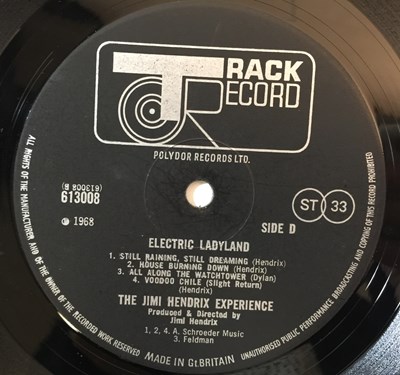 TRACK
RECORD
POLYDOR RECORDS LTD.
(613008 B)
613008
℗ 1968
SIDE D
ST 33
ELECTRIC LADYLAND
1. STILL RAINING, STILL DREAMING (Hendrix)
2. HOUSE BURNING DOWN (Hendrix)
3. ALL ALONG THE WATCHTOWER (Dylan)
4. VOODOO CHILE (Slight Return)
(Hendrix)
THE JIMI HENDRIX EXPERIENCE
Produced & Directed by
Jimi Hendrix
1, 2, 4. A. Schroeder Music
3. Feldman
ALL RIGHTS OF THE MANUFACTURER AND OF THE OWNER OF THE RECORDED WORK RESERVED
MADE IN Gt.BRITAIN
UNAUTHORISED PUBLIC PERFORMANCE BROADCASTING AND COPYING OF THIS RECORD PROHIBITED